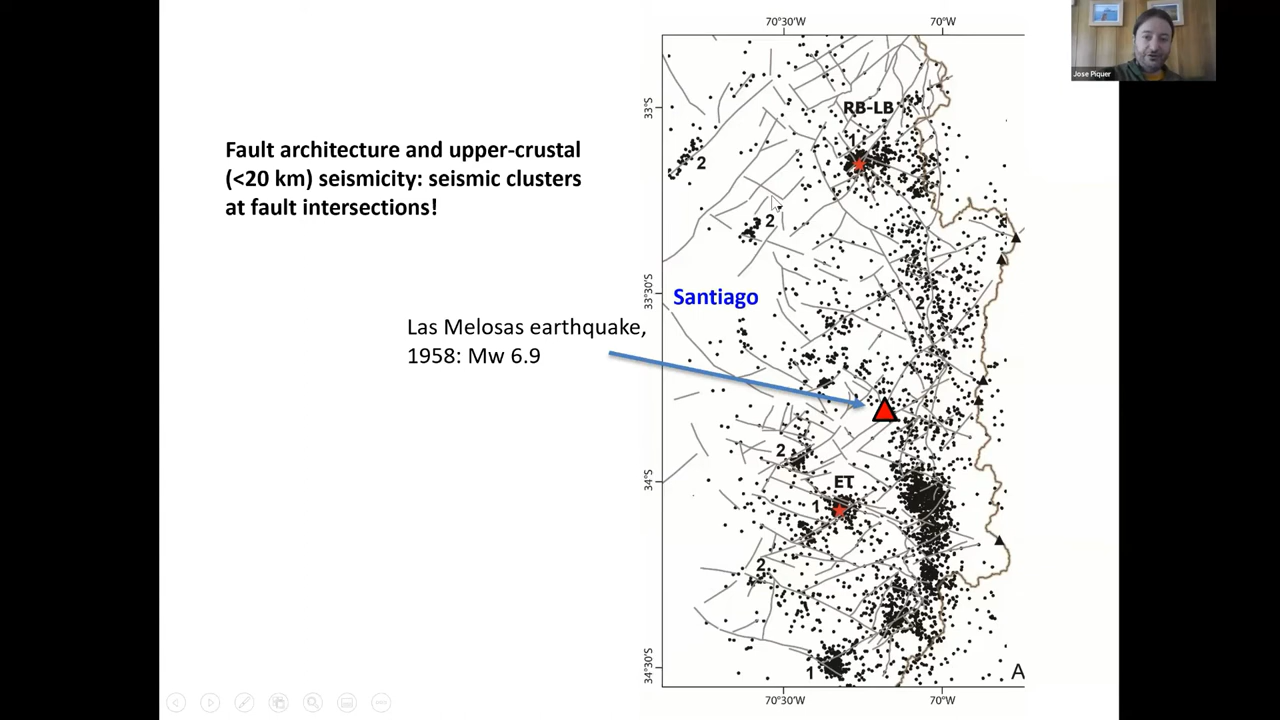 70°30'W
70°W
Jose Piquer
33°S
RB-LB
1
Fault architecture and upper-crustal
(<20 km) seismicity: seismic clusters
at fault intersections!
2
2
33°30'S
Santiago
2
Las Melosas earthquake,
1958: Mw 6.9
2
34°S
ET
1
2
34°30'S
1
A
70°30'W
70°W